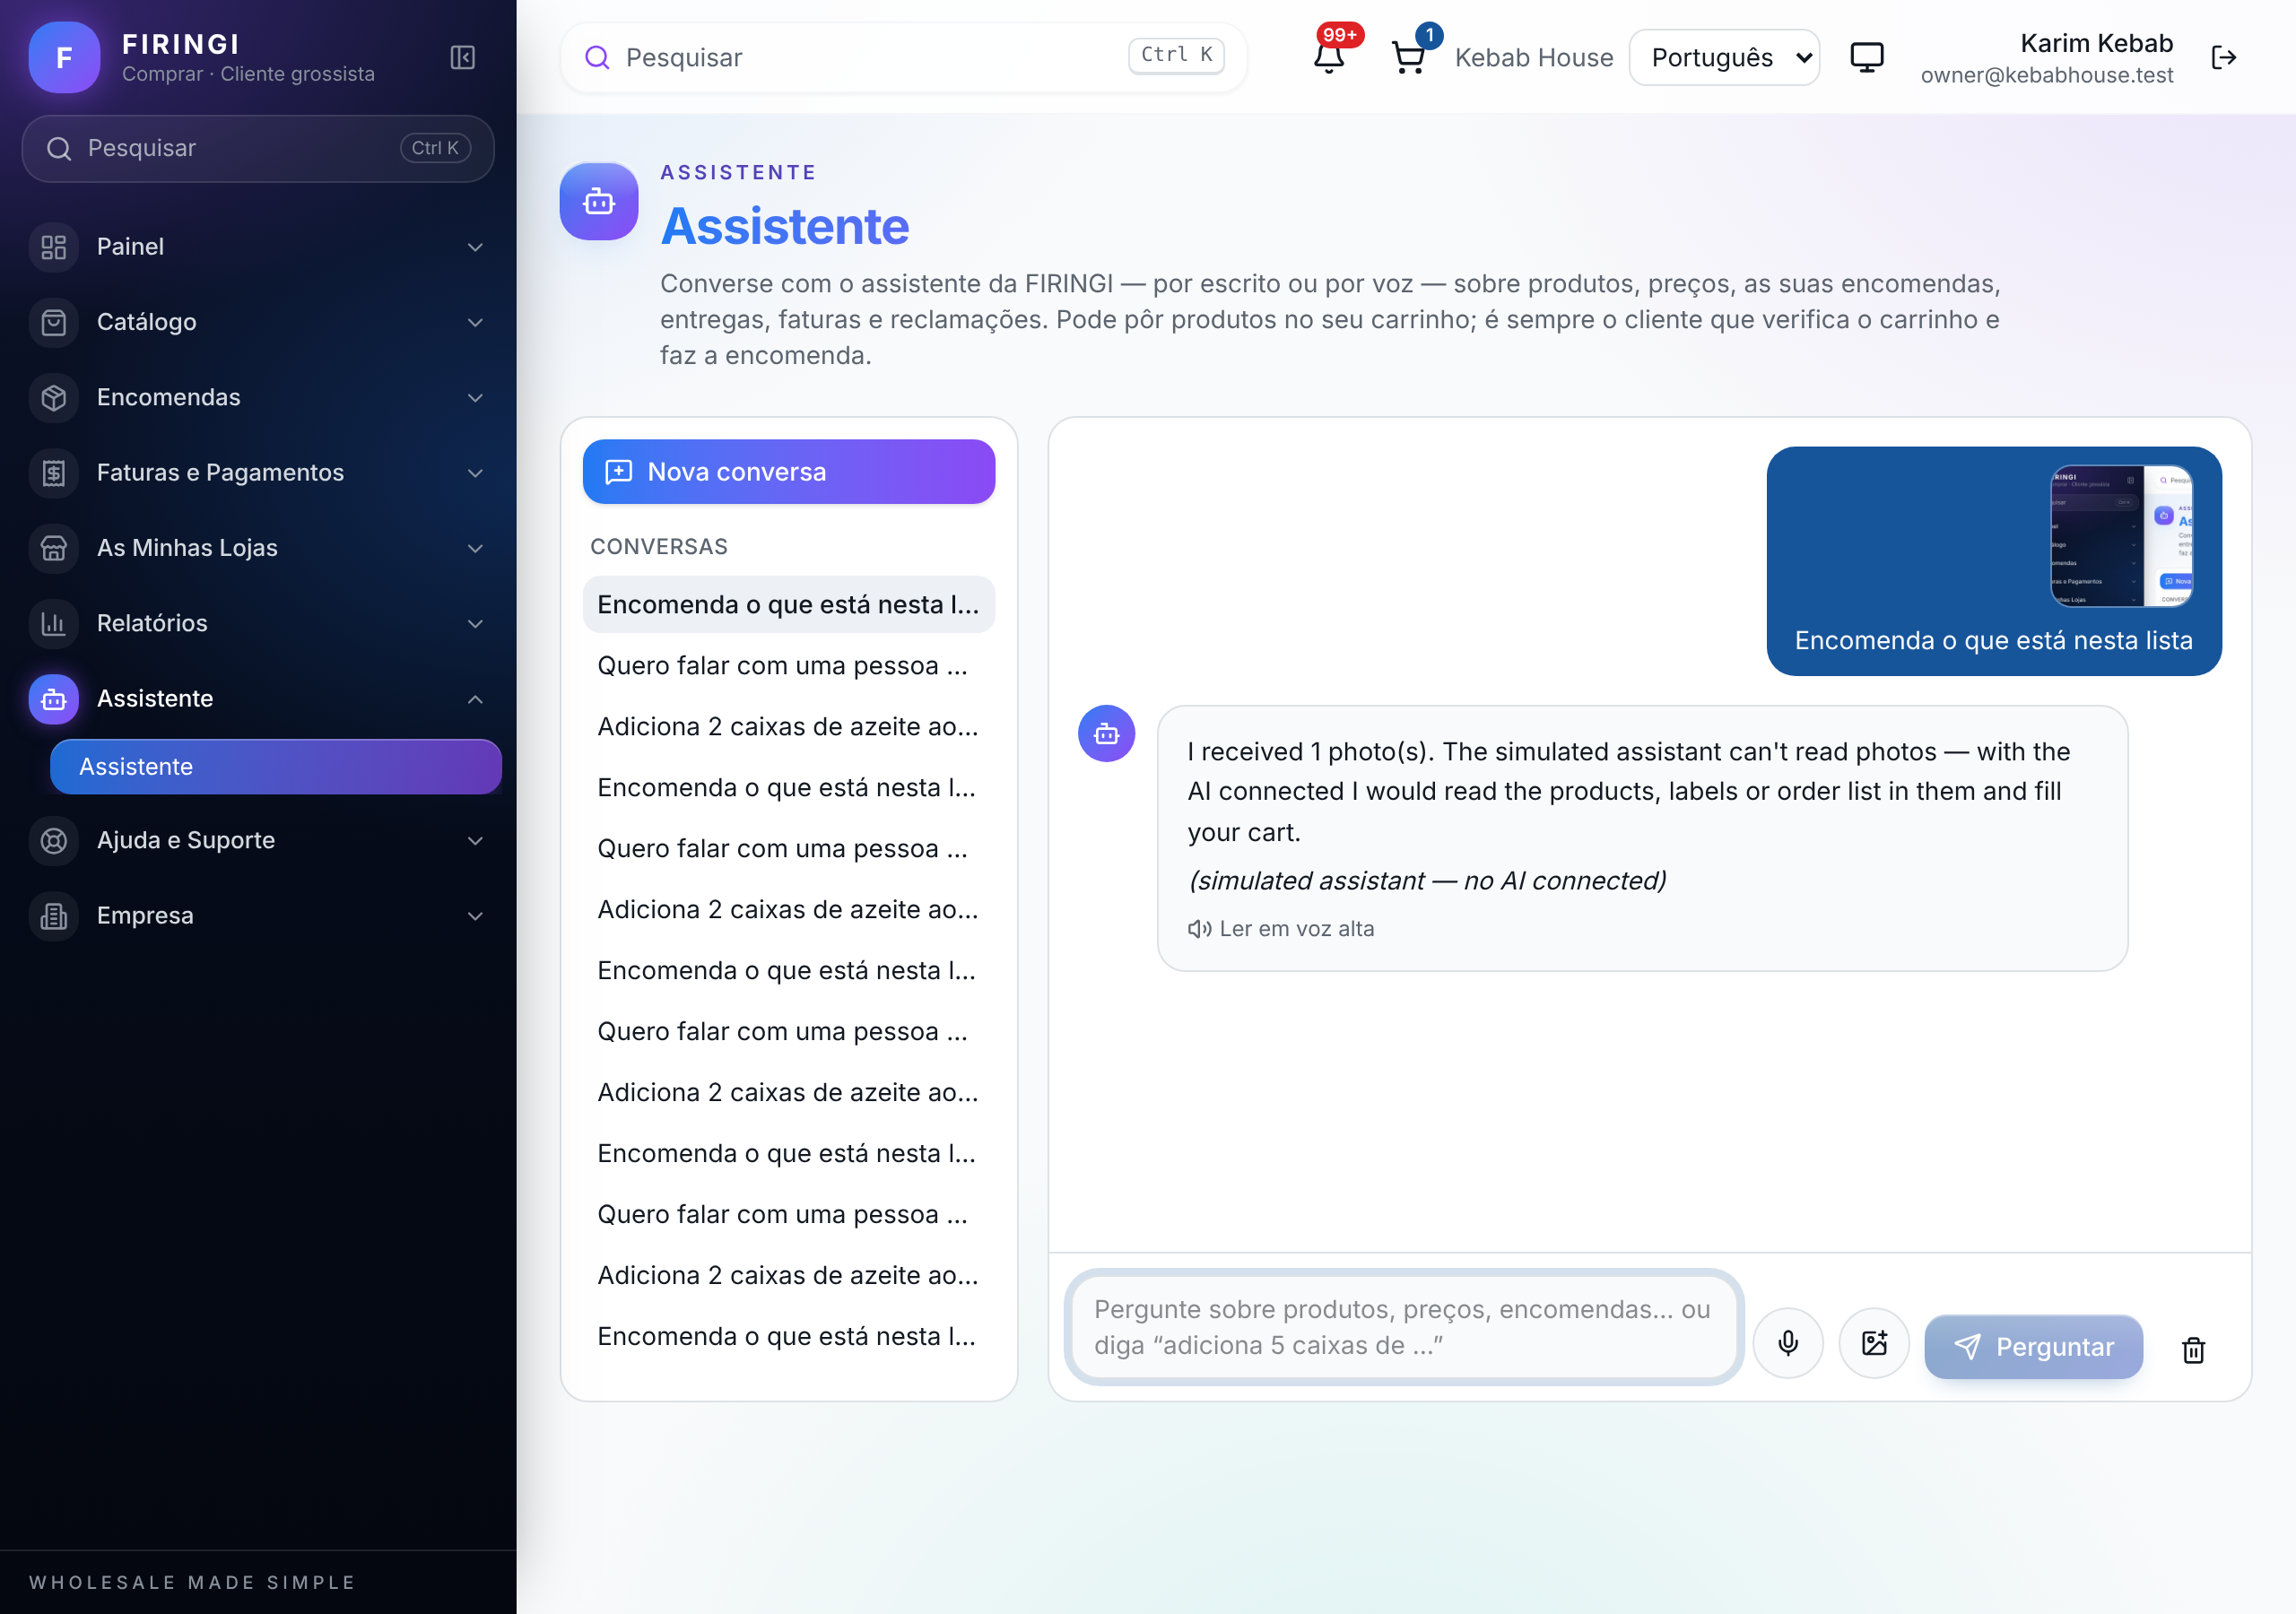 F
FIRINGI
Comprar · Cliente grossista
Pesquisar
Ctrl K
Painel
Catálogo
Encomendas
Faturas e Pagamentos
As Minhas Lojas
Relatórios
Assistente
Assistente
Ajuda e Suporte
Empresa
WHOLESALE MADE SIMPLE
Pesquisar
Ctrl K
99+
1
Kebab House
Português
Karim Kebab
owner@kebabhouse.test
ASSISTENTE
Assistente
Converse com o assistente da FIRINGI — por escrito ou por voz — sobre produtos, preços, as suas encomendas,
entregas, faturas e reclamações. Pode pôr produtos no seu carrinho; é sempre o cliente que verifica o carrinho e
faz a encomenda.
Nova conversa
CONVERSAS
Encomenda o que está nesta l...
Quero falar com uma pessoa ...
Adiciona 2 caixas de azeite ao...
Encomenda o que está nesta l...
Quero falar com uma pessoa ...
Adiciona 2 caixas de azeite ao...
Encomenda o que está nesta l...
Quero falar com uma pessoa ...
Adiciona 2 caixas de azeite ao...
Encomenda o que está nesta l...
Quero falar com uma pessoa ...
Adiciona 2 caixas de azeite ao...
Encomenda o que está nesta l...
Encomenda o que está nesta lista
I received 1 photo(s). The simulated assistant can't read photos — with the
AI connected I would read the products, labels or order list in them and fill
your cart.
(simulated assistant — no AI connected)
Ler em voz alta
Pergunte sobre produtos, preços, encomendas... ou
diga “adiciona 5 caixas de ...”
Perguntar